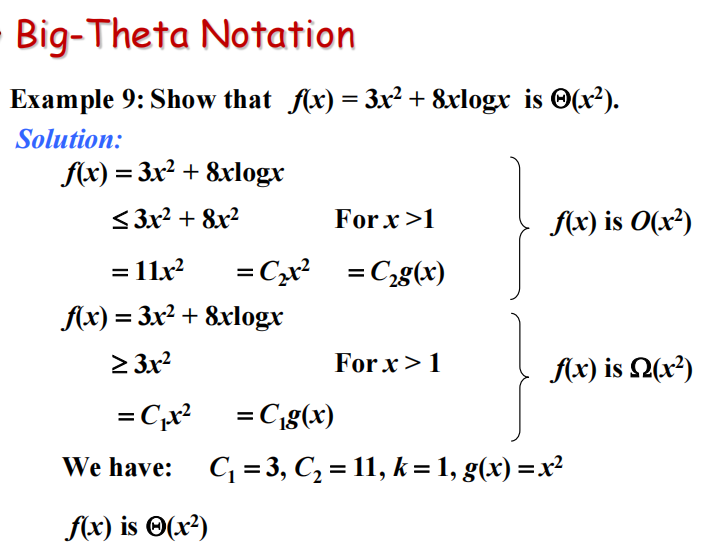 Big-Theta Notation
Example 9: Show that f(x) = 3x² + 8xlogx is Θ(x²).
Solution:
f(x) = 3x² + 8xlogx
≤ 3x² + 8x² For x >1 f(x) is O(x²)
= 11x² = C₂x² = C₂g(x)
f(x) = 3x² + 8xlogx
≥ 3x² For x > 1 f(x) is Ω(x²)
= C₁x² = C₁g(x)
We have: C₁ = 3, C₂ = 11, k = 1, g(x) = x²
f(x) is Θ(x²)